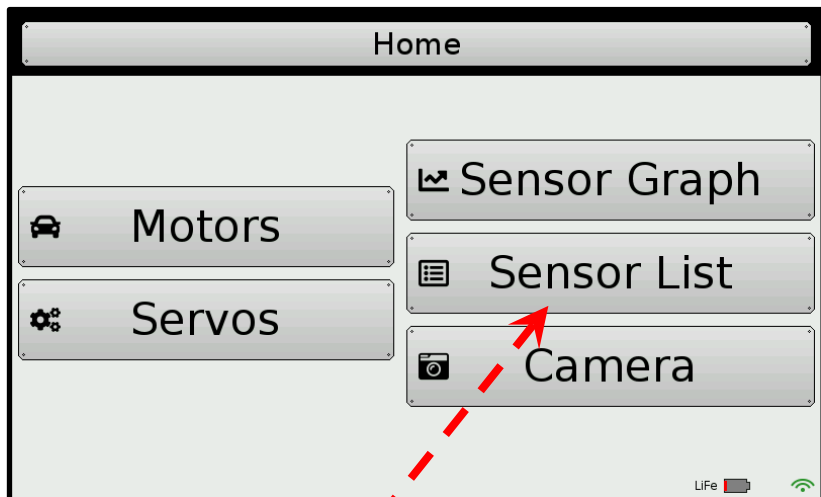 Home
Motors
Servos
Sensor Graph
Sensor List
Camera
LiFe